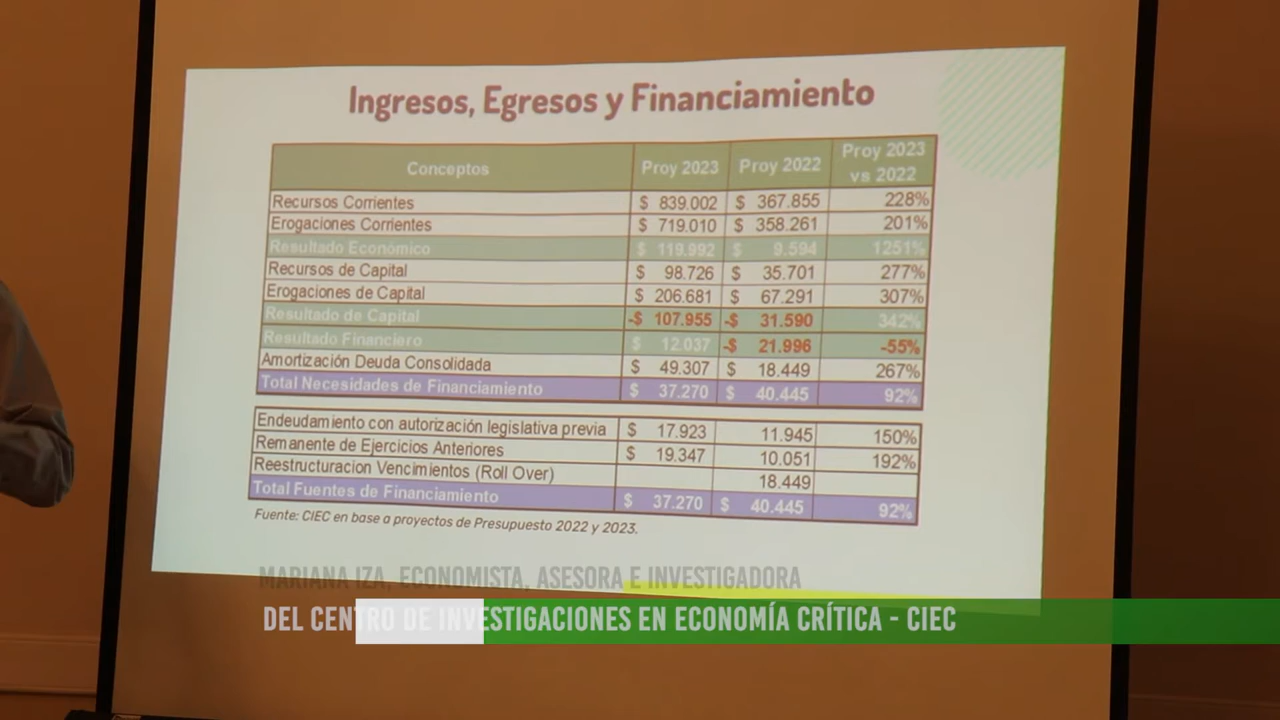 Ingresos, Egresos y Financiamiento
Conceptos Proy 2023 Proy 2022 Proy 2023 vs 2022
Recursos Corrientes $ 839.002 $ 367.855 228%
Erogaciones Corrientes $ 719.010 $ 358.261 201%
Resultado Económico $ 119.992 $ 9.594 1251%
Recursos de Capital $ 98.726 $ 35.701 277%
Erogaciones de Capital $ 206.681 $ 67.291 307%
Resultado de Capital -$ 107.955 -$ 31.590 342%
Resultado Financiero $ 12.037 -$ 21.996 -55%
Amortización Deuda Consolidada $ 49.307 $ 18.449 267%
Total Necesidades de Financiamiento $ 37.270 $ 40.445 92%
Endeudamiento con autorización legislativa previa $ 17.923 11.945 150%
Remanente de Ejercicios Anteriores $ 19.347 10.051 192%
Reestructuracion Vencimientos (Roll Over) 18.449
Total Fuentes de Financiamiento $ 37.270 $ 40.445 92%
Fuente: CIEC en base a proyectos de Presupuesto 2022 y 2023.
MARIANA IZA, ECONOMISTA, ASESORA E INVESTIGADORA
DEL CENTRO DE INVESTIGACIONES EN ECONOMÍA CRÍTICA - CIEC